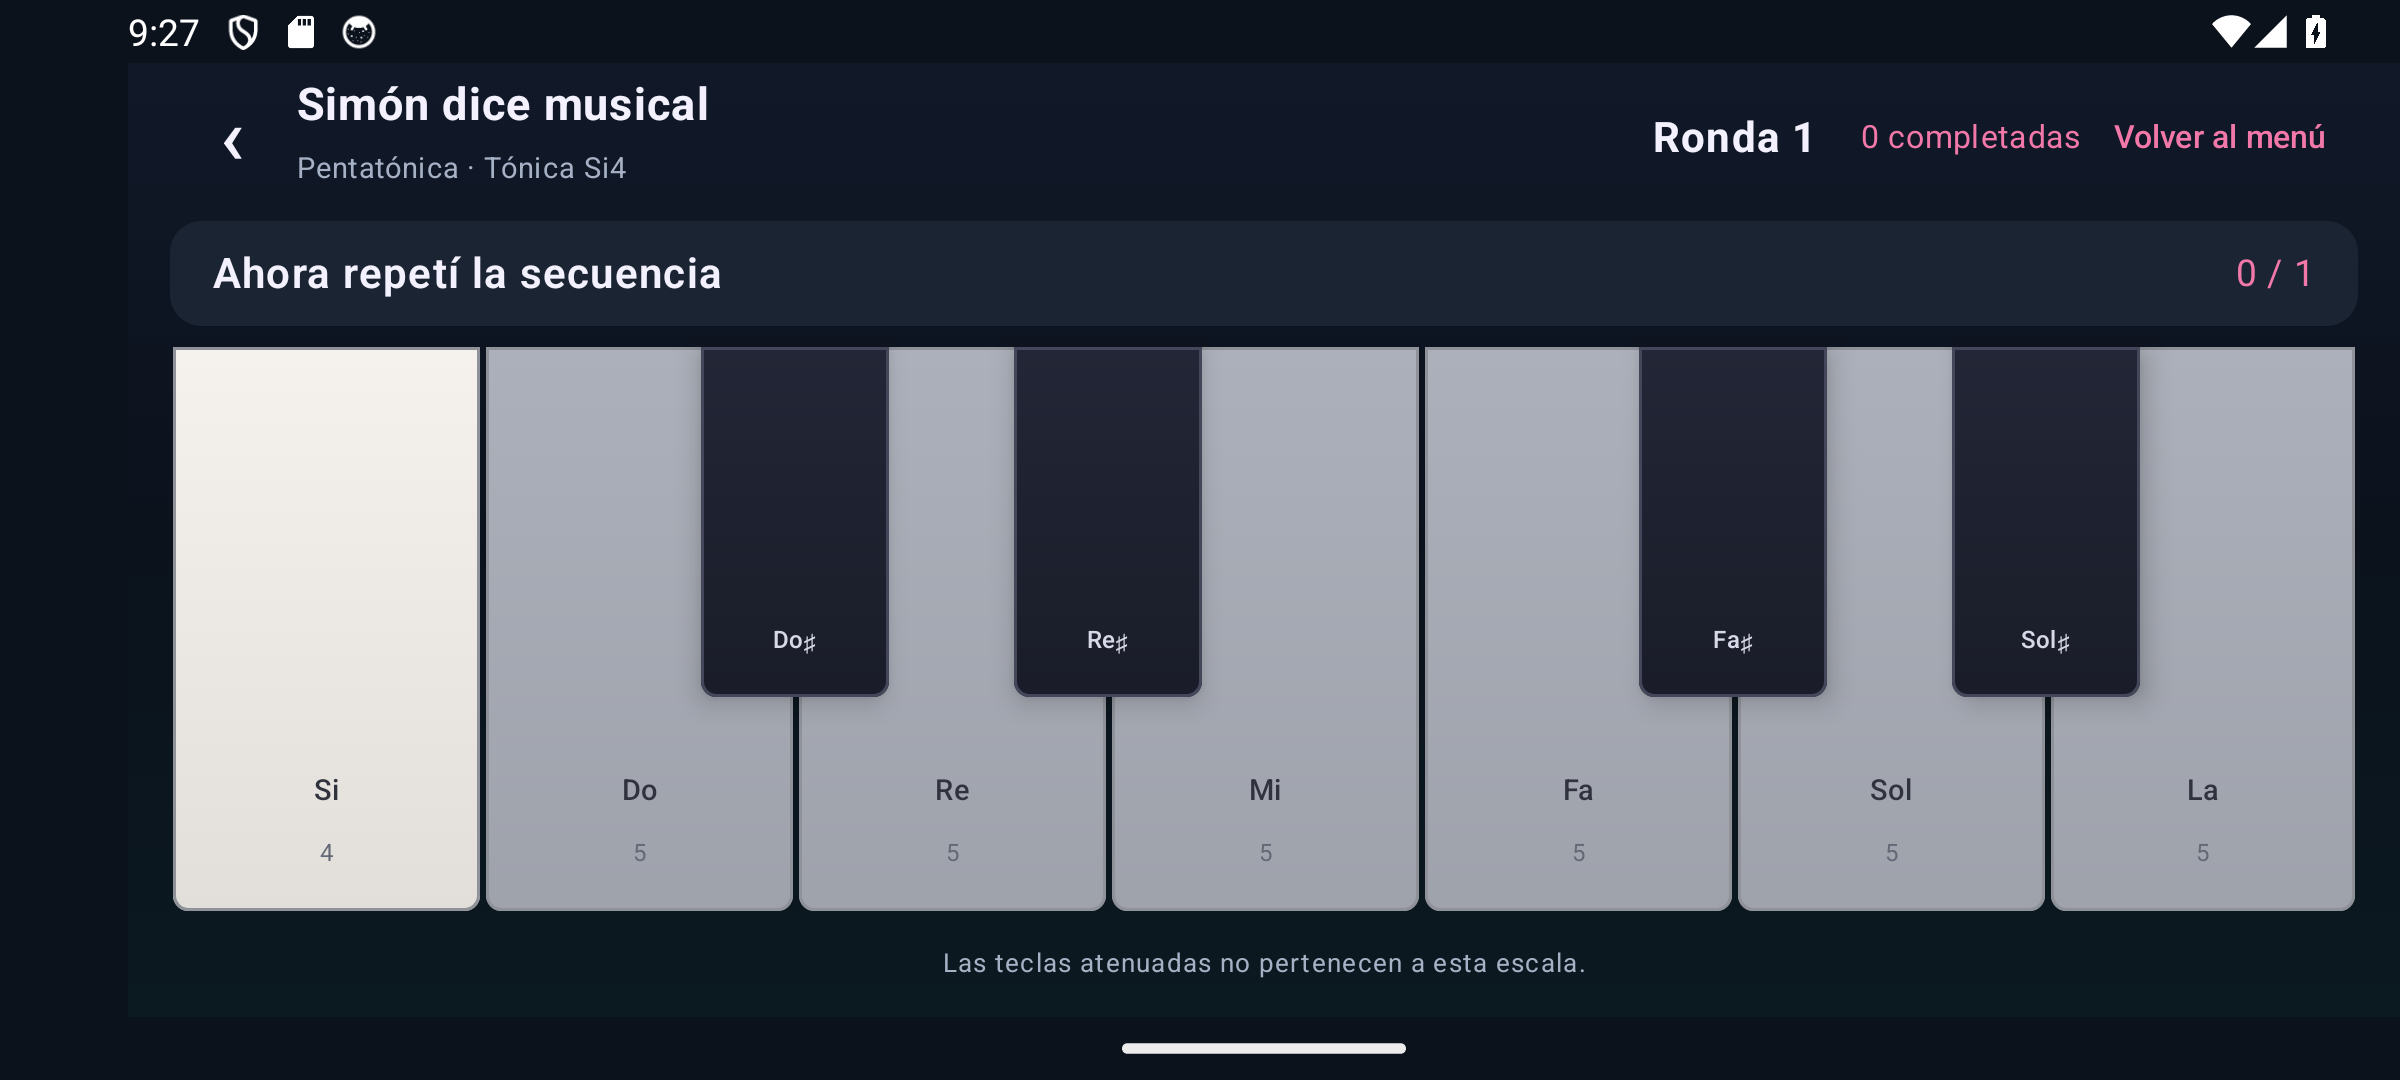 9:27
Simón dice musical
Pentatónica · Tónica Si4
Ronda 1
0 completadas
Volver al menú
Ahora repetí la secuencia
0 / 1
Do♯
Re♯
Fa♯
Sol♯
Si
Do
Re
Mi
Fa
Sol
La
4
5
5
5
5
5
5
Las teclas atenuadas no pertenecen a esta escala.